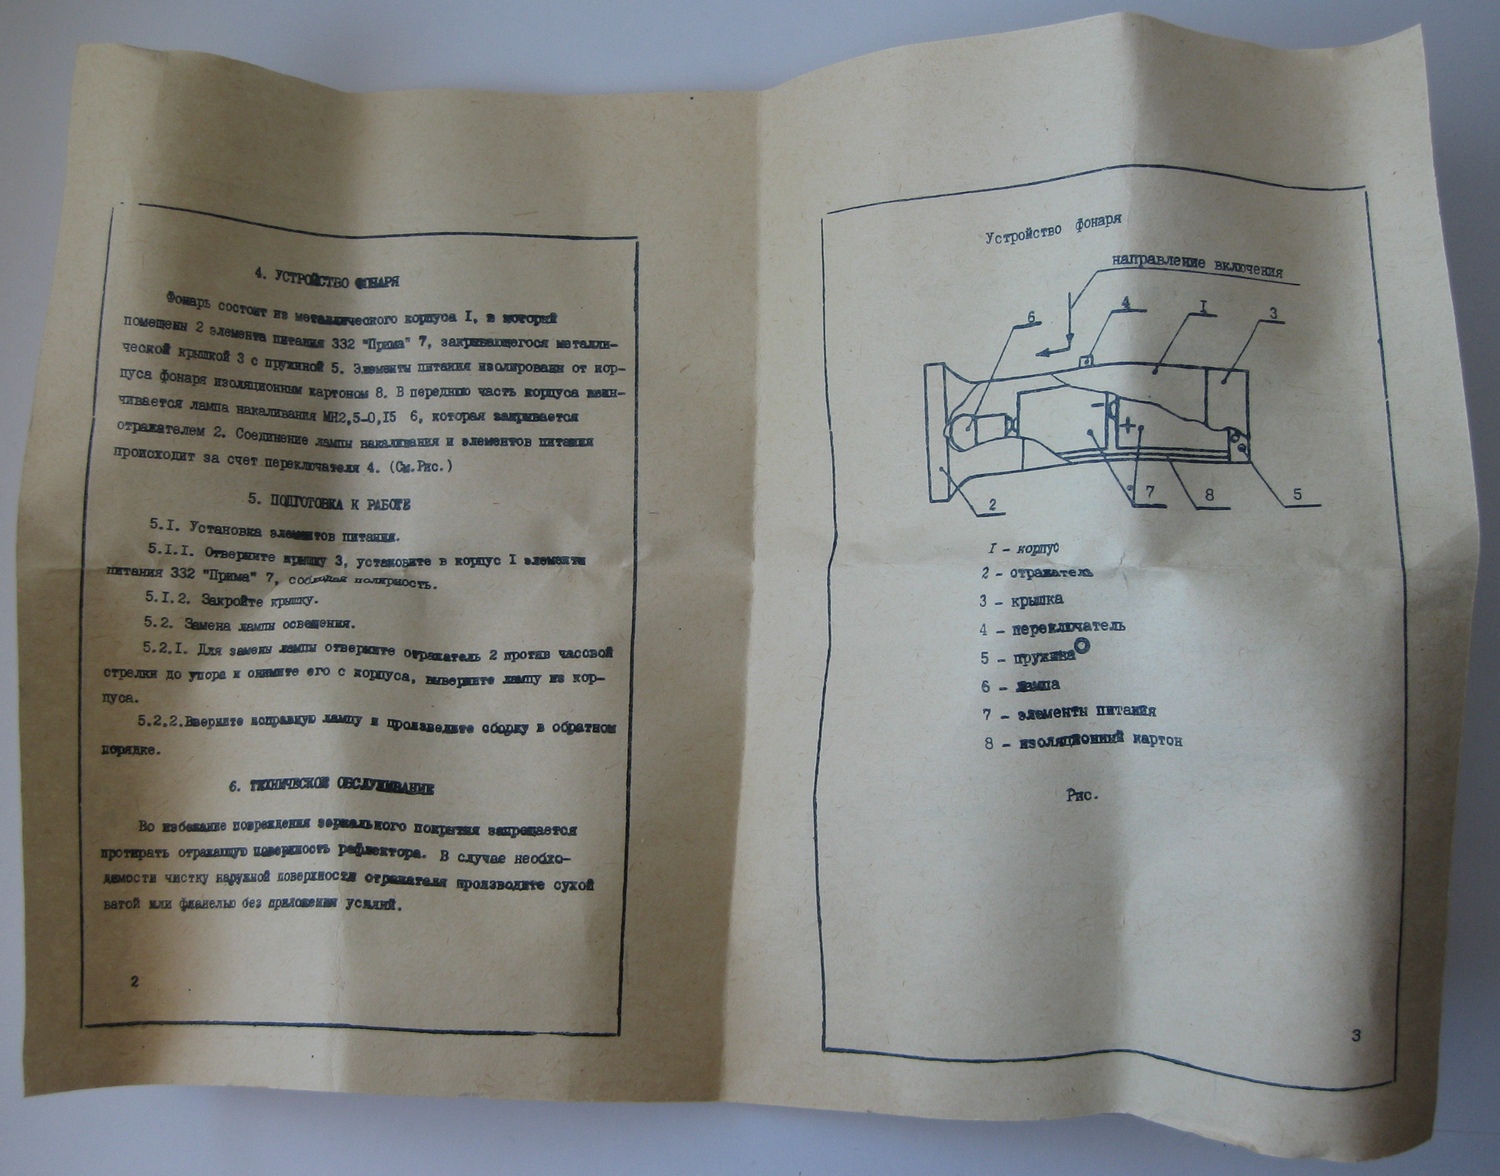 4. УСТРОЙСТВО ФОНАРЯ
Фонарь состоит из металлического корпуса I, в который
помещены 2 элемента питания 332 "Прима" 7, закрывающегося металли-
ческой крышкой 3 с пружиной 5. Элементы питания изолированы от кор-
пуса фонаря изоляционным картоном 8. В переднюю часть корпуса ввин-
чивается лампа накаливания МН2,5-0,I5 6, которая закрывается
отражателем 2. Соединение лампы накаливания и элементов питания
происходит за счет переключателя 4. (См.Рис.)
5. ПОДГОТОВКА К РАБОТЕ
5.I. Установка элементов питания.
5.I.I. Отверните крышку 3, установите в корпус I элементы
питания 332 "Прима" 7, соблюдая полярность.
5.I.2. Закройте крышку.
5.2. Замена лампы освещения.
5.2.I. Для замены лампы отверните отражатель 2 против часовой
стрелки до упора и снимите его с корпуса, выверните лампу из кор-
пуса.
5.2.2.Вверните исправную лампу и произведите сборку в обратном
порядке.
6. ТЕХНИЧЕСКОЕ ОБСЛУЖИВАНИЕ
Во избежание повреждения зеркального покрытия запрещается
протирать отражающую поверхность рефлектора. В случае необхо-
димости чистку наружной поверхности отражателя производите сухой
ватой или фланелью без приложения усилий.
2
Устройство фонаря
направление включения
6
4
I
3
-
+
2
7
8
5
I - корпус
2 - отражатель
3 - крышка
4 - переключатель
5 - пружина
6 - лампа
7 - элементы питания
8 - изоляционный картон
Рис.
3